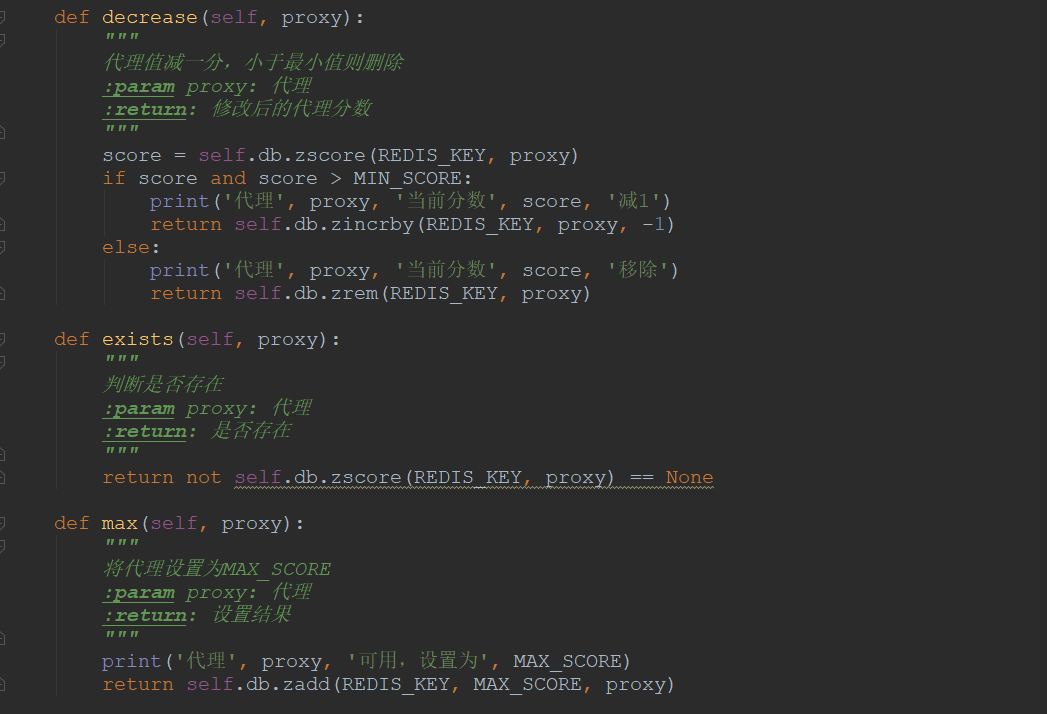 def decrease(self, proxy):
"""
代理值减一分，小于最小值则删除
:param proxy: 代理
:return: 修改后的代理分数
"""
score = self.db.zscore(REDIS_KEY, proxy)
if score and score > MIN_SCORE:
print('代理', proxy, '当前分数', score, '减1')
return self.db.zincrby(REDIS_KEY, proxy, -1)
else:
print('代理', proxy, '当前分数', score, '移除')
return self.db.zrem(REDIS_KEY, proxy)
def exists(self, proxy):
"""
判断是否存在
:param proxy: 代理
:return: 是否存在
"""
return not self.db.zscore(REDIS_KEY, proxy) == None
def max(self, proxy):
"""
将代理设置为MAX_SCORE
:param proxy: 代理
:return: 设置结果
"""
print('代理', proxy, '可用，设置为', MAX_SCORE)
return self.db.zadd(REDIS_KEY, MAX_SCORE, proxy)